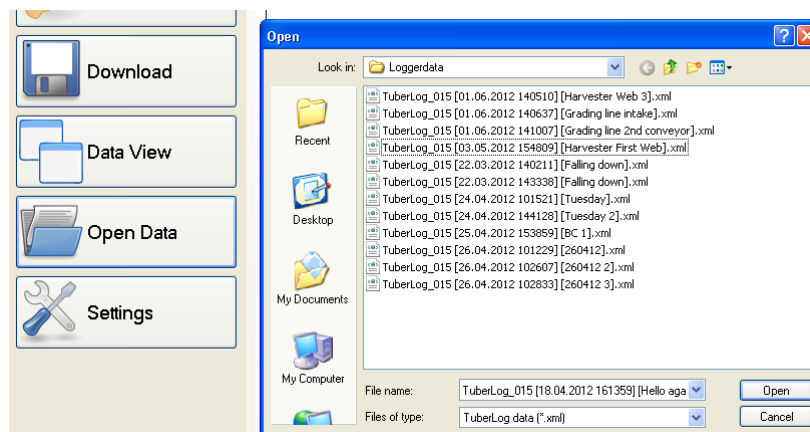 Download
Data View
Open Data
Settings
Open
Look in:
Loggerdata
Recent
Desktop
My Documents
My Computer
TuberLog_015 [01.06.2012 140510] [Harvester Web 3].xml
TuberLog_015 [01.06.2012 140637] [Grading line intake].xml
TuberLog_015 [01.06.2012 141007] [Grading line 2nd conveyor].xml
TuberLog_015 [03.05.2012 154809] [Harvester First Web].xml
TuberLog_015 [22.03.2012 140211] [Falling down].xml
TuberLog_015 [22.03.2012 143338] [Falling down].xml
TuberLog_015 [24.04.2012 101521] [Tuesday].xml
TuberLog_015 [24.04.2012 144128] [Tuesday 2].xml
TuberLog_015 [25.04.2012 153859] [BC 1].xml
TuberLog_015 [26.04.2012 101229] [260412].xml
TuberLog_015 [26.04.2012 102607] [260412 2].xml
TuberLog_015 [26.04.2012 102833] [260412 3].xml
File name:
TuberLog_015 [18.04.2012 161359] [Hello aga
Open
Files of type:
TuberLog data (*.xml)
Cancel